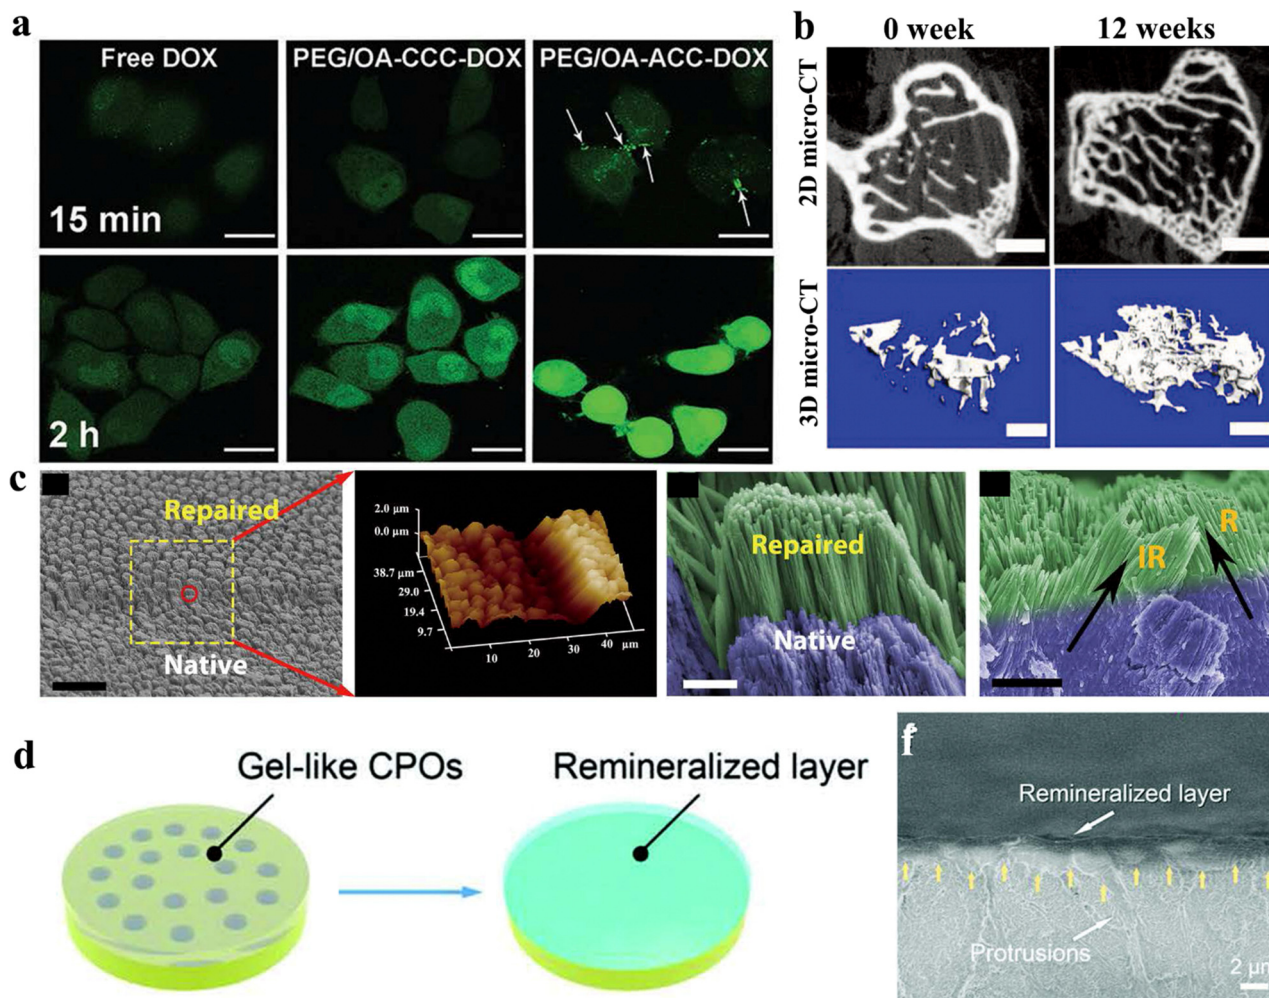 a
Free DOX
PEG/OA-CCC-DOX
PEG/OA-ACC-DOX
15 min
2 h
b
0 week
12 weeks
2D micro-CT
3D micro-CT
c
Repaired
Native
2.0 µm
0.0 µm
38.7 µm
29.0
19.4
9.7
10
20
30
40
µm
Repaired
Native
R
IR
d
Gel-like CPOs
Remineralized layer
f
Remineralized layer
Protrusions
2 µm